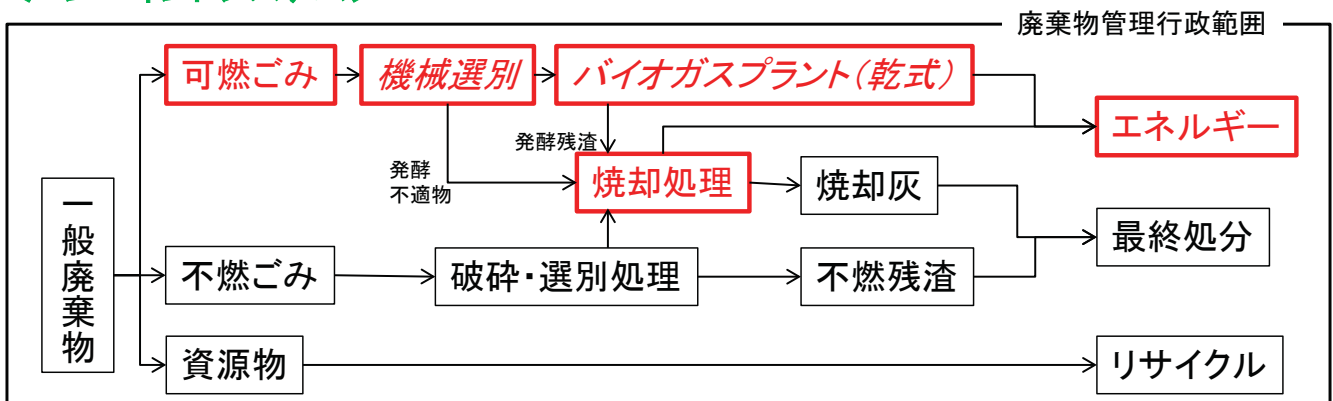 廃棄物管理行政範囲
可燃ごみ
機械選別
バイオガスプラント(乾式)
エネルギー
発酵残渣
発酵
不適物
焼却処理
焼却灰
一般廃棄物
最終処分
不燃ごみ
破砕・選別処理
不燃残渣
資源物
リサイクル